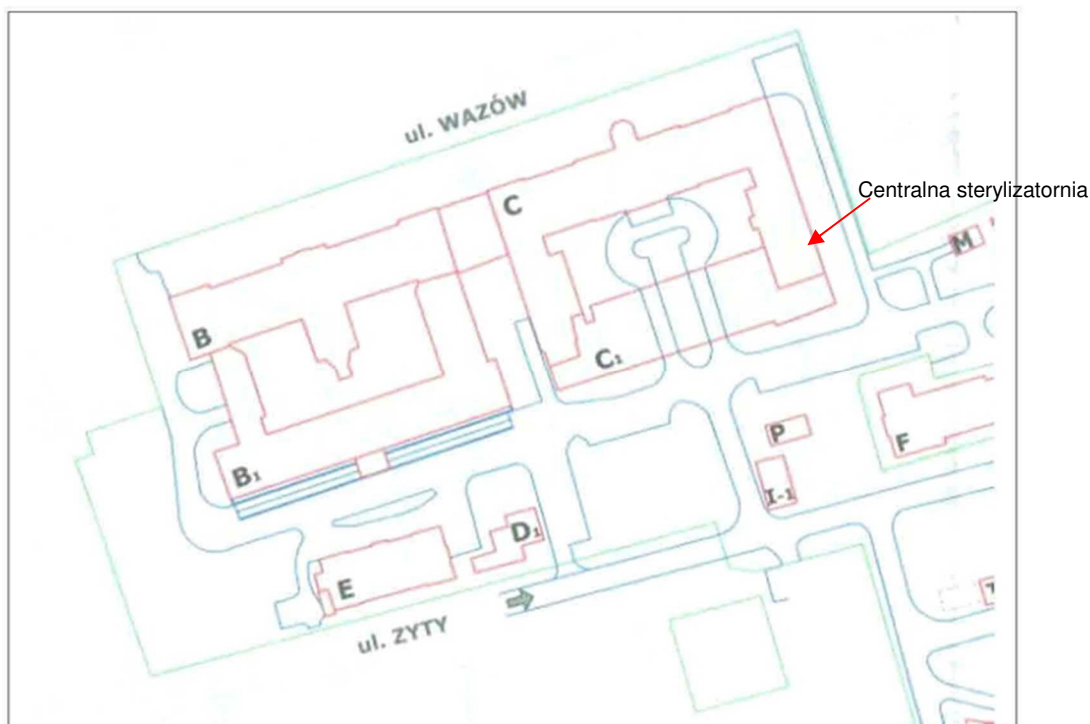 ul. WAZÓW
Centralna sterylizatornia
C
M
B
C1
P
F
B1
I-1
D1
E
ul. ZYTY